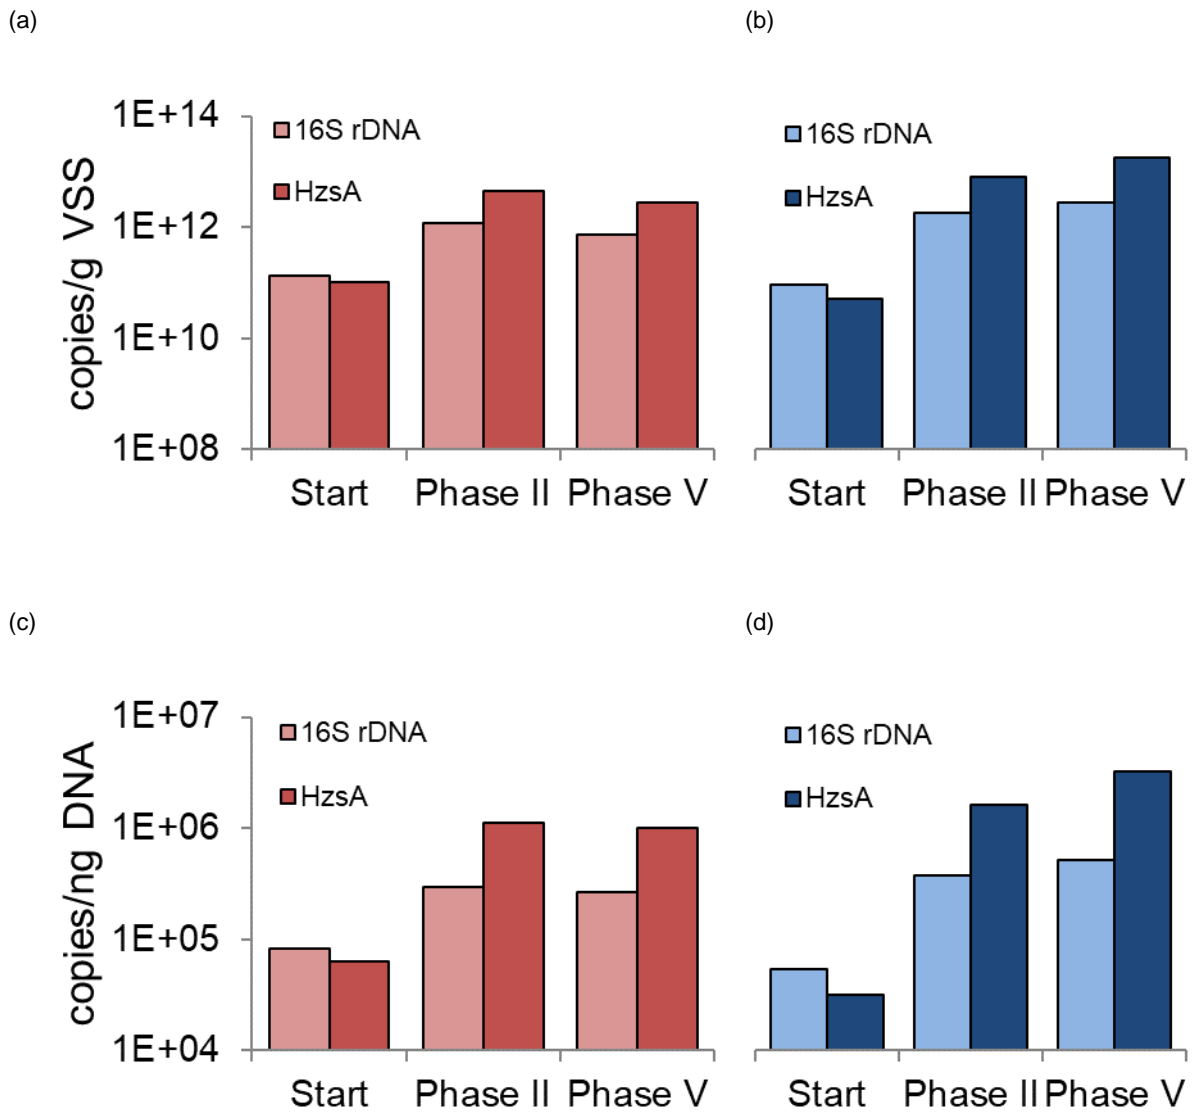 (a)
(b)
1E+14
1E+12
1E+10
1E+08
copies/g VSS
16S rDNA
HzsA
16S rDNA
HzsA
Start Phase II Phase V
Start Phase II Phase V
(c)
(d)
1E+07
1E+06
1E+05
1E+04
copies/ng DNA
16S rDNA
HzsA
16S rDNA
HzsA
Start Phase II Phase V
Start Phase II Phase V